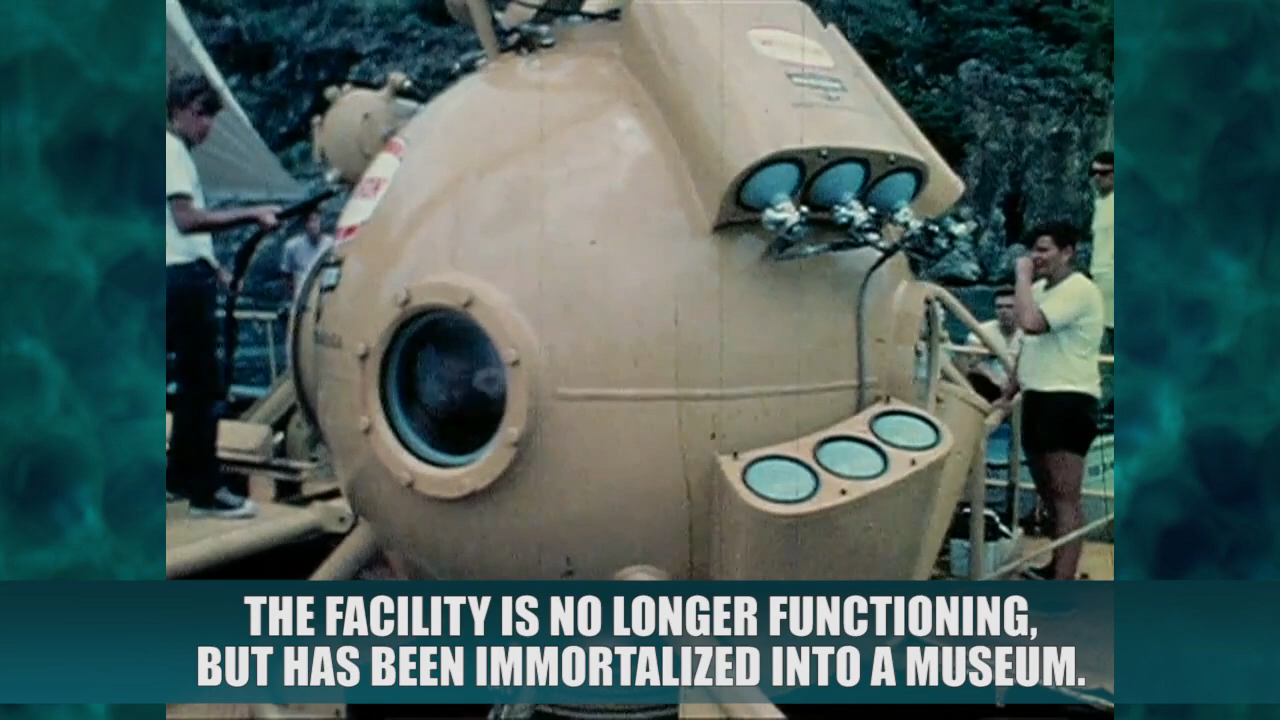 THE FACILITY IS NO LONGER FUNCTIONING,
BUT HAS BEEN IMMORTALIZED INTO A MUSEUM.